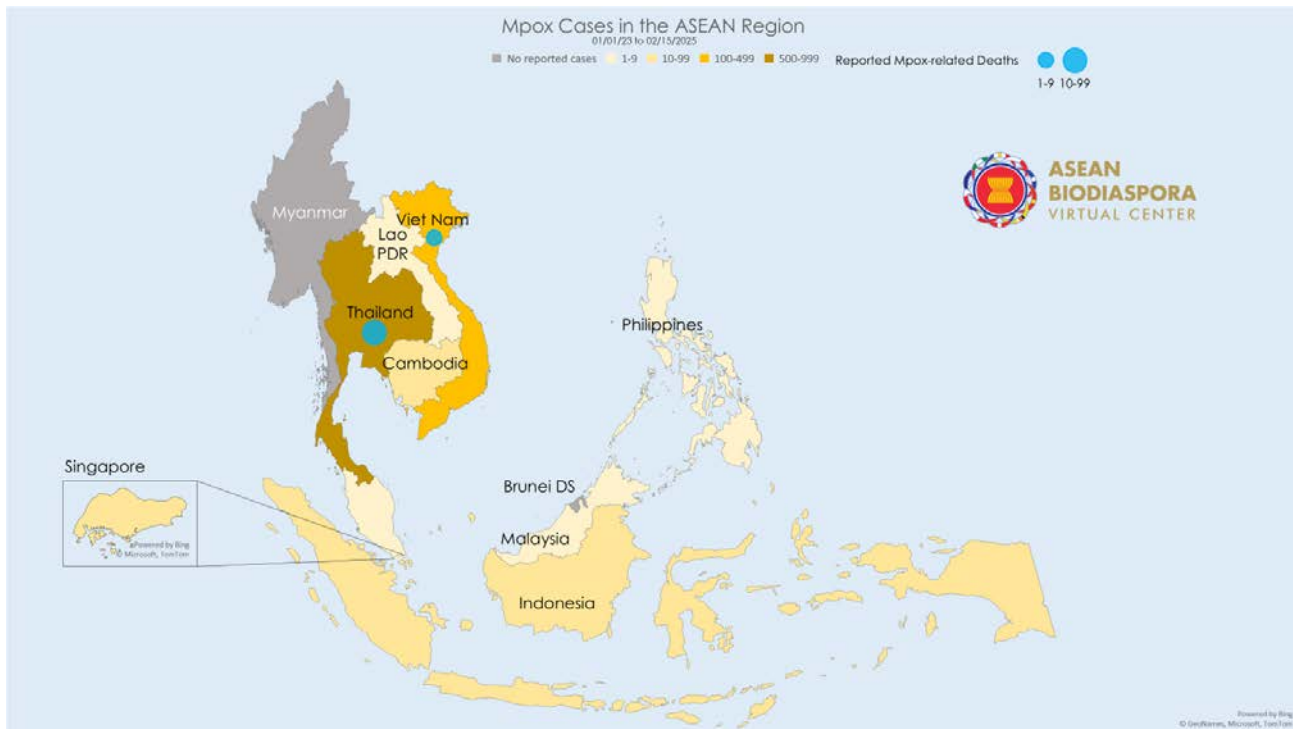 Mpox Cases in the ASEAN Region
01/01/23 to 02/15/2025
No reported cases 1-9 10-99 100-499 500-999 Reported Mpox-related Deaths
1-9 10-99
ASEAN
BIODIASPORA
VIRTUAL CENTER
Myanmar
Viet Nam
Lao
PDR
Thailand
Philippines
Cambodia
Singapore
Brunei DS
Powered by Bing
© Microsoft, TomTom
Malaysia
Indonesia
Powered by Bing
© GeoNames, Microsoft, TomTom